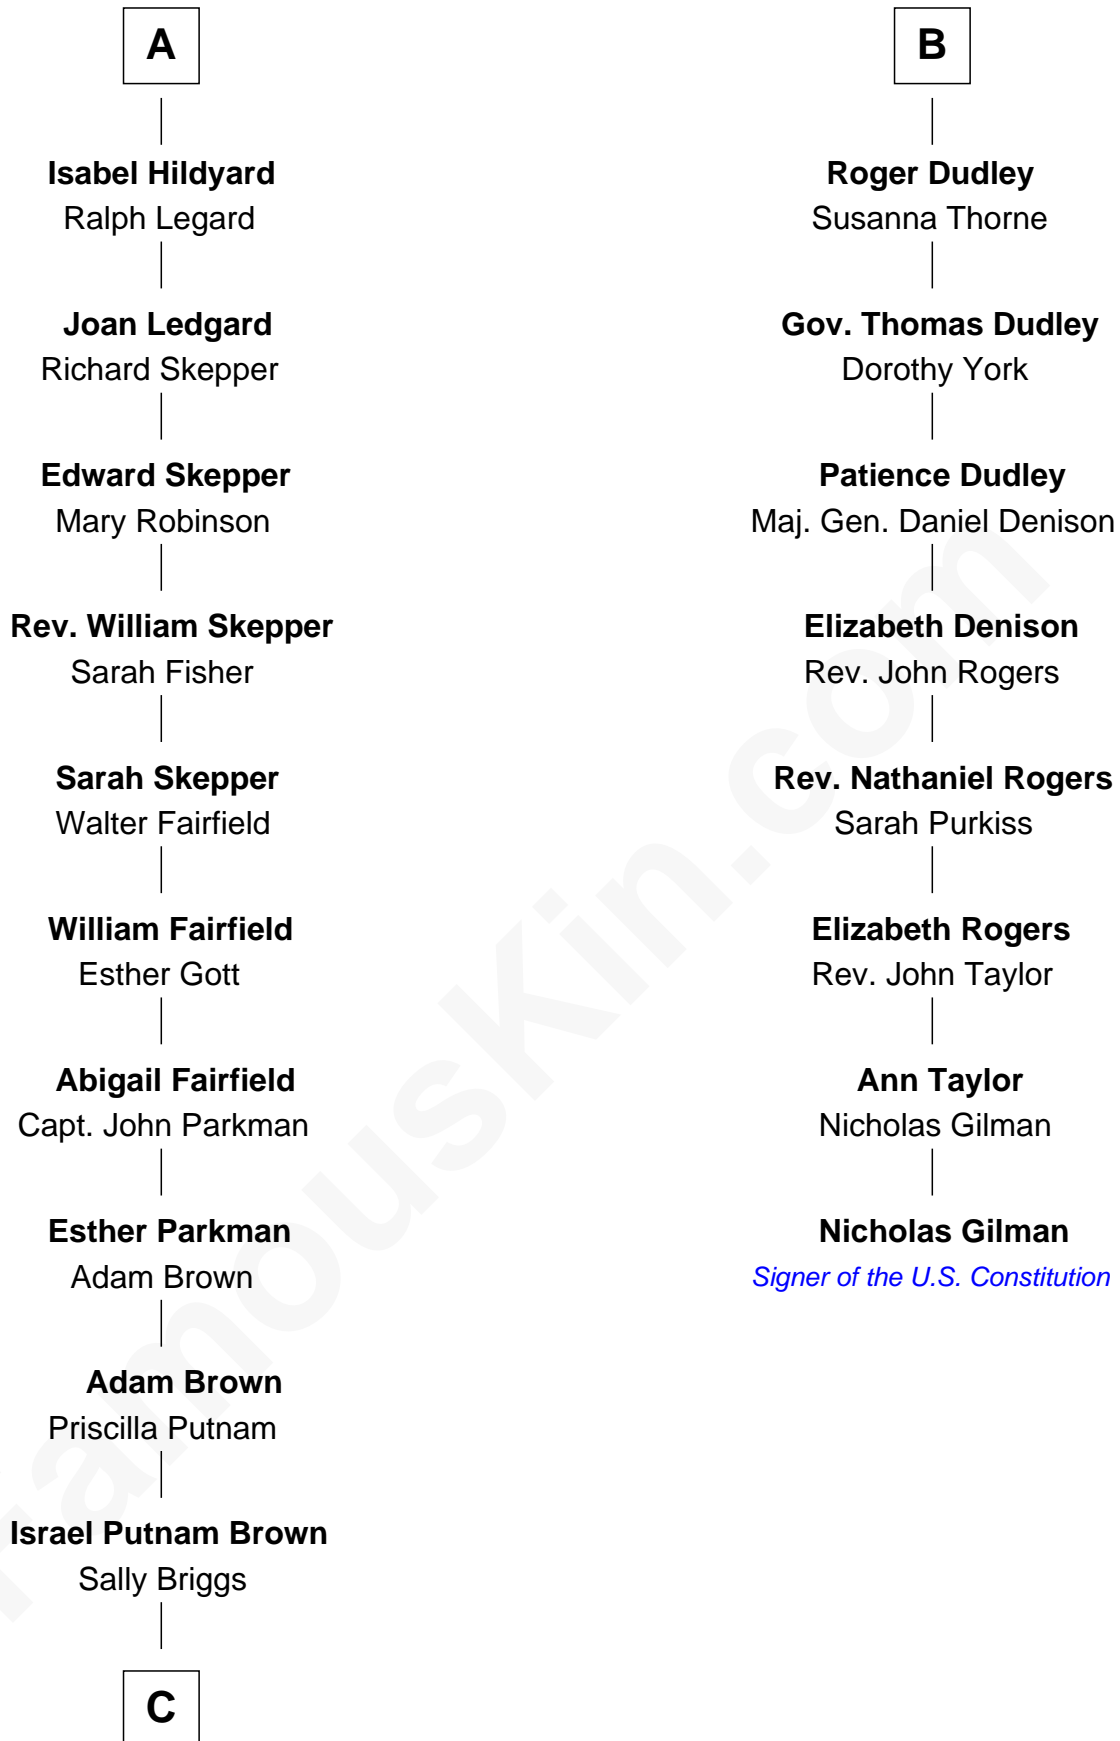 A
Isabel Hildyard
Ralph Legard
Joan Ledgard
Richard Skepper
Edward Skepper
Mary Robinson
Rev. William Skepper
Sarah Fisher
Sarah Skepper
Walter Fairfield
William Fairfield
Esther Gott
Abigail Fairfield
Capt. John Parkman
Esther Parkman
Adam Brown
Adam Brown
Priscilla Putnam
Israel Putnam Brown
Sally Briggs
C
B
Roger Dudley
Susanna Thorne
Gov. Thomas Dudley
Dorothy York
Patience Dudley
Maj. Gen. Daniel Denison
Elizabeth Denison
Rev. John Rogers
Rev. Nathaniel Rogers
Sarah Purkiss
Elizabeth Rogers
Rev. John Taylor
Ann Taylor
Nicholas Gilman
Nicholas Gilman
Signer of the U.S. Constitution
FamousKin.com